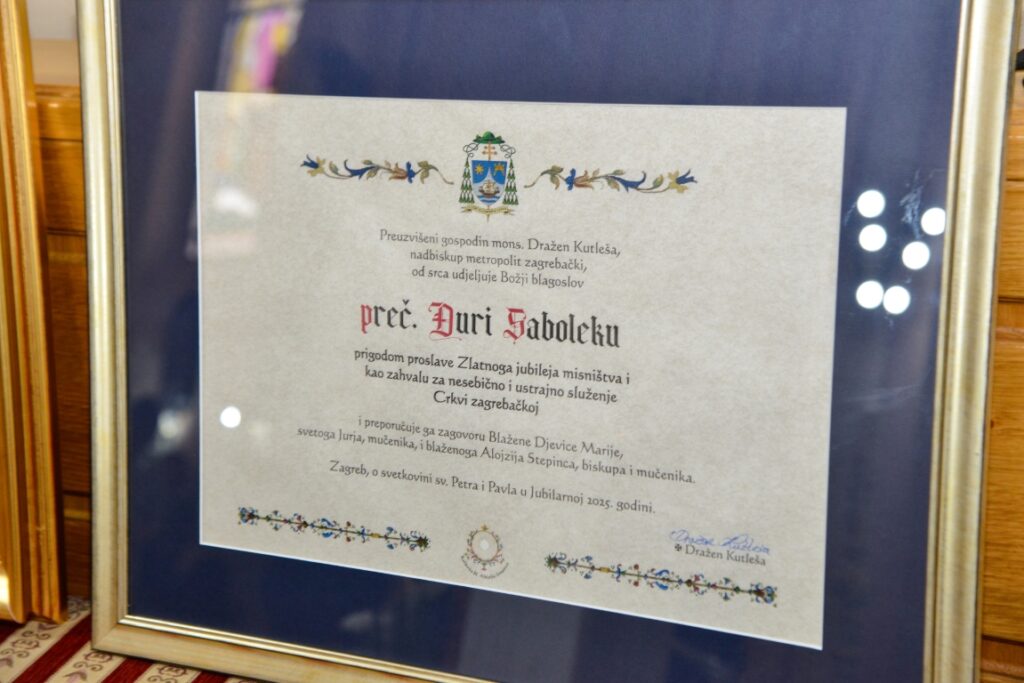 Preuzvišeni gospodin mons. Dražen Kutleša,
nadbiskup metropolit zagrebački,
od srca udjeljuje Božji blagoslov
preč. Đuri Saboleku
prigodom proslave Zlatnoga jubileja misništva i
kao zahvalu za nesebično i ustrajno služenje
Crkvi zagrebačkoj
i preporučuje ga zagovoru Blažene Djevice Marije,
svetoga Jurja, mučenika, i blaženoga Alojzija Stepinca, biskupa i mučenika.
Zagreb, o svetkovini sv. Petra i Pavla u Jubilarnoj 2025. godini.
Dražen Kutleša
✠ Dražen Kutleša